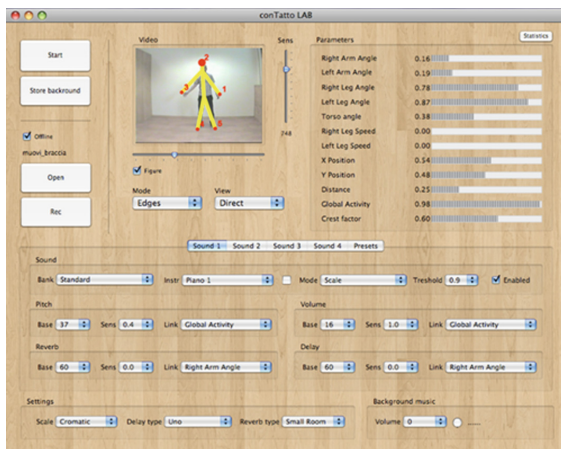 conTatto LAB
Statistics
Start
Store backround
Offline
muovi_braccia
Open
Rec
Video
Sens
2
3
1
5
748
Figure
Mode
View
Edges
Direct
Parameters
Right Arm Angle 0.16
Left Arm Angle 0.19
Right Leg Angle 0.78
Left Leg Angle 0.87
Torso angle 0.38
Right Leg Speed 0.00
Left Leg Speed 0.00
X Position 0.54
Y Position 0.48
Distance 0.25
Global Activity 0.98
Crest factor 0.60
Sound 1 Sound 2 Sound 3 Sound 4 Presets
Sound
Bank Standard Instr Piano 1 Mode Scale Treshold 0.9 Enabled
Pitch
Base 37 Sens 0.4 Link Global Activity
Volume
Base 16 Sens 1.0 Link Global Activity
Reverb
Base 60 Sens 0.0 Link Right Arm Angle
Delay
Base 60 Sens 0.0 Link Right Arm Angle
Settings
Scale Cromatic Delay type Uno Reverb type Small Room
Background music
Volume 0